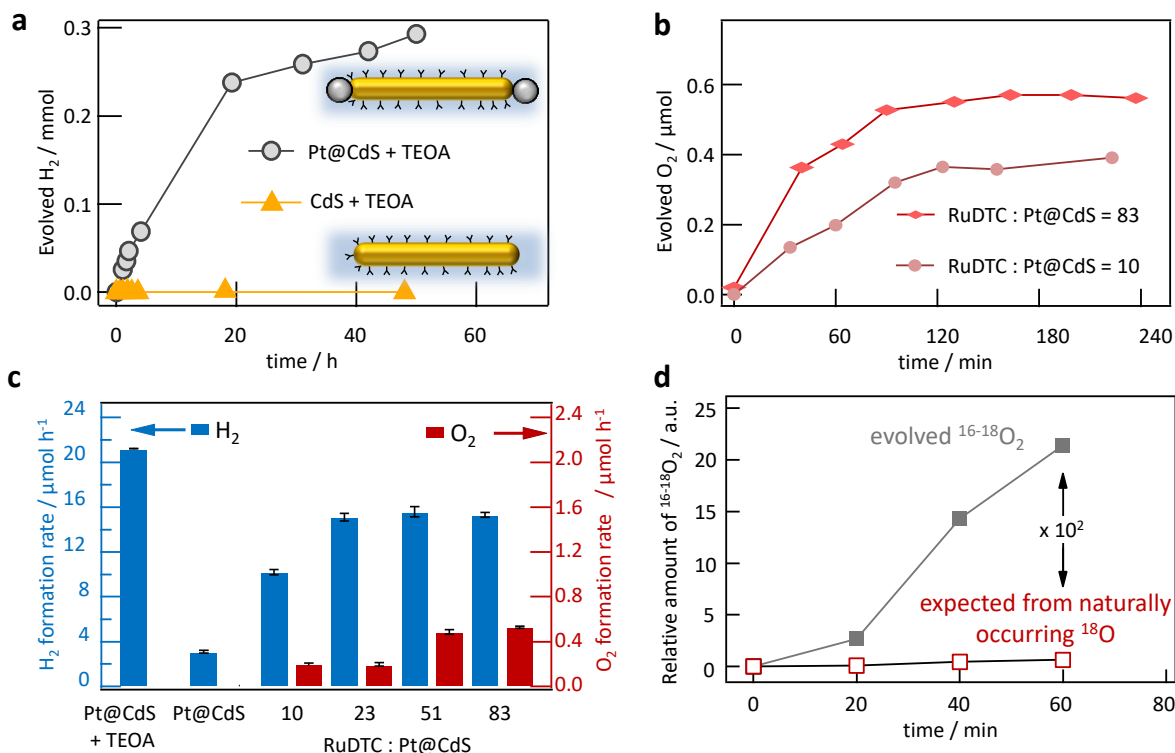 a
Evolved H₂ / mmol
0.3
0.2
0.1
0.0
Pt@CdS + TEOA
CdS + TEOA
0
20
40
60
time / h
b
Evolved O₂ / µmol
0.6
0.4
0.2
0.0
RuDTC : Pt@CdS = 83
RuDTC : Pt@CdS = 10
0
60
120
180
240
time / min
c
H₂ formation rate / µmol h⁻¹
24
20
16
12
8
4
0
H₂
O₂
2.4
2.0
1.6
1.2
0.8
0.4
0.0
O₂ formation rate / µmol h⁻¹
Pt@CdS
+ TEOA
Pt@CdS
10
23
51
83
RuDTC : Pt@CdS
d
Relative amount of ¹⁶⁻¹⁸O₂ / a.u.
25
20
15
10
5
0
evolved ¹⁶⁻¹⁸O₂
x 10²
expected from naturally
occurring ¹⁸O
0
20
40
60
80
time / min